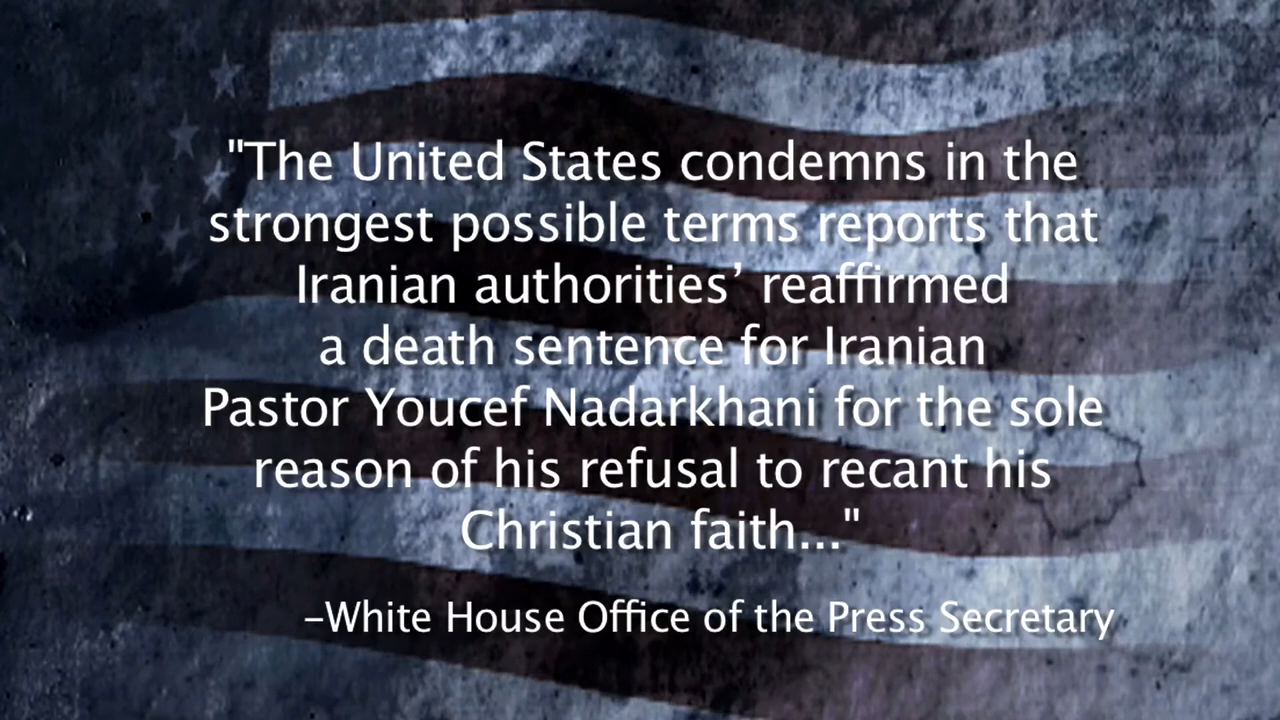 "The United States condemns in the
strongest possible terms reports that
Iranian authorities’ reaffirmed
a death sentence for Iranian
Pastor Youcef Nadarkhani for the sole
reason of his refusal to recant his
Christian faith..."
–White House Office of the Press Secretary